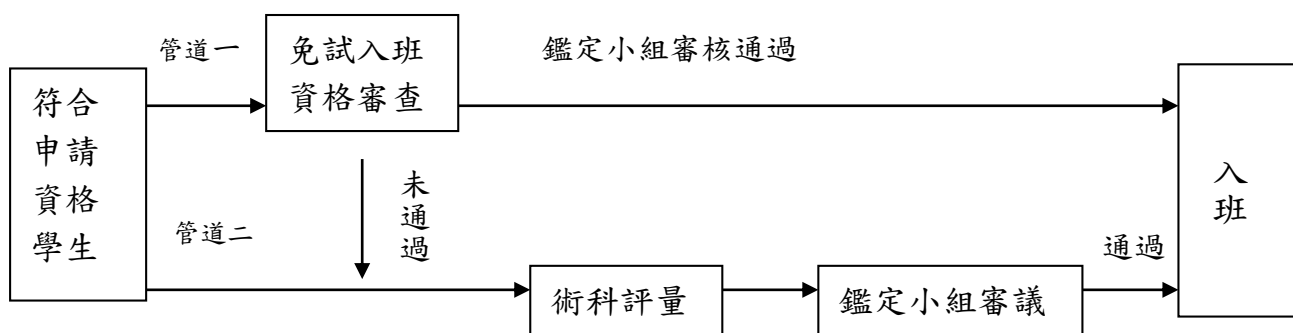 符合
申請
資格
學生
管道一
免試入班
資格審查
鑑定小組審核通過
未
通
過
管道二
術科評量
鑑定小組審議
通過
入
班